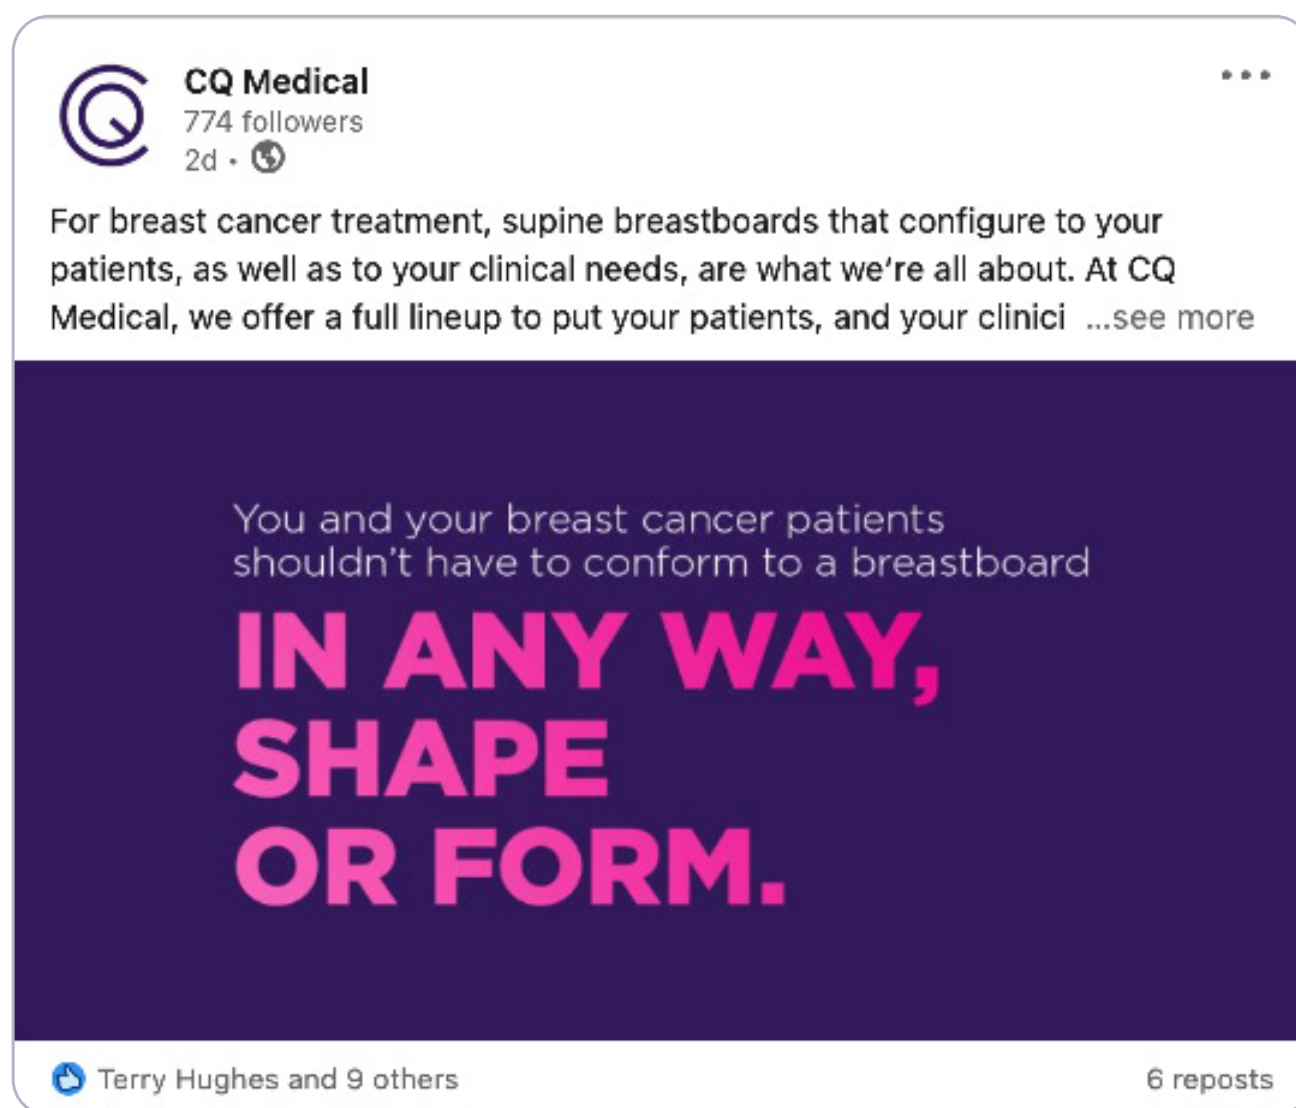 CQ Medical
774 followers
2d •
For breast cancer treatment, supine breastboards that configure to your
patients, as well as to your clinical needs, are what we’re all about. At CQ
Medical, we offer a full lineup to put your patients, and your clinici ...see more
You and your breast cancer patients
shouldn’t have to conform to a breastboard
IN ANY WAY,
SHAPE
OR FORM.
Terry Hughes and 9 others
6 reposts